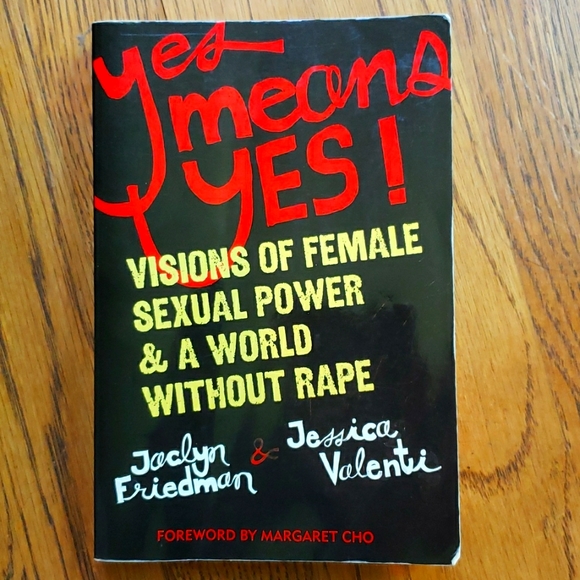 yes
means
YES!
VISIONS OF FEMALE
SEXUAL POWER
& A WORLD
WITHOUT RAPE
Jaclyn Friedman & Jessica Valenti
FOREWORD BY MARGARET CHO